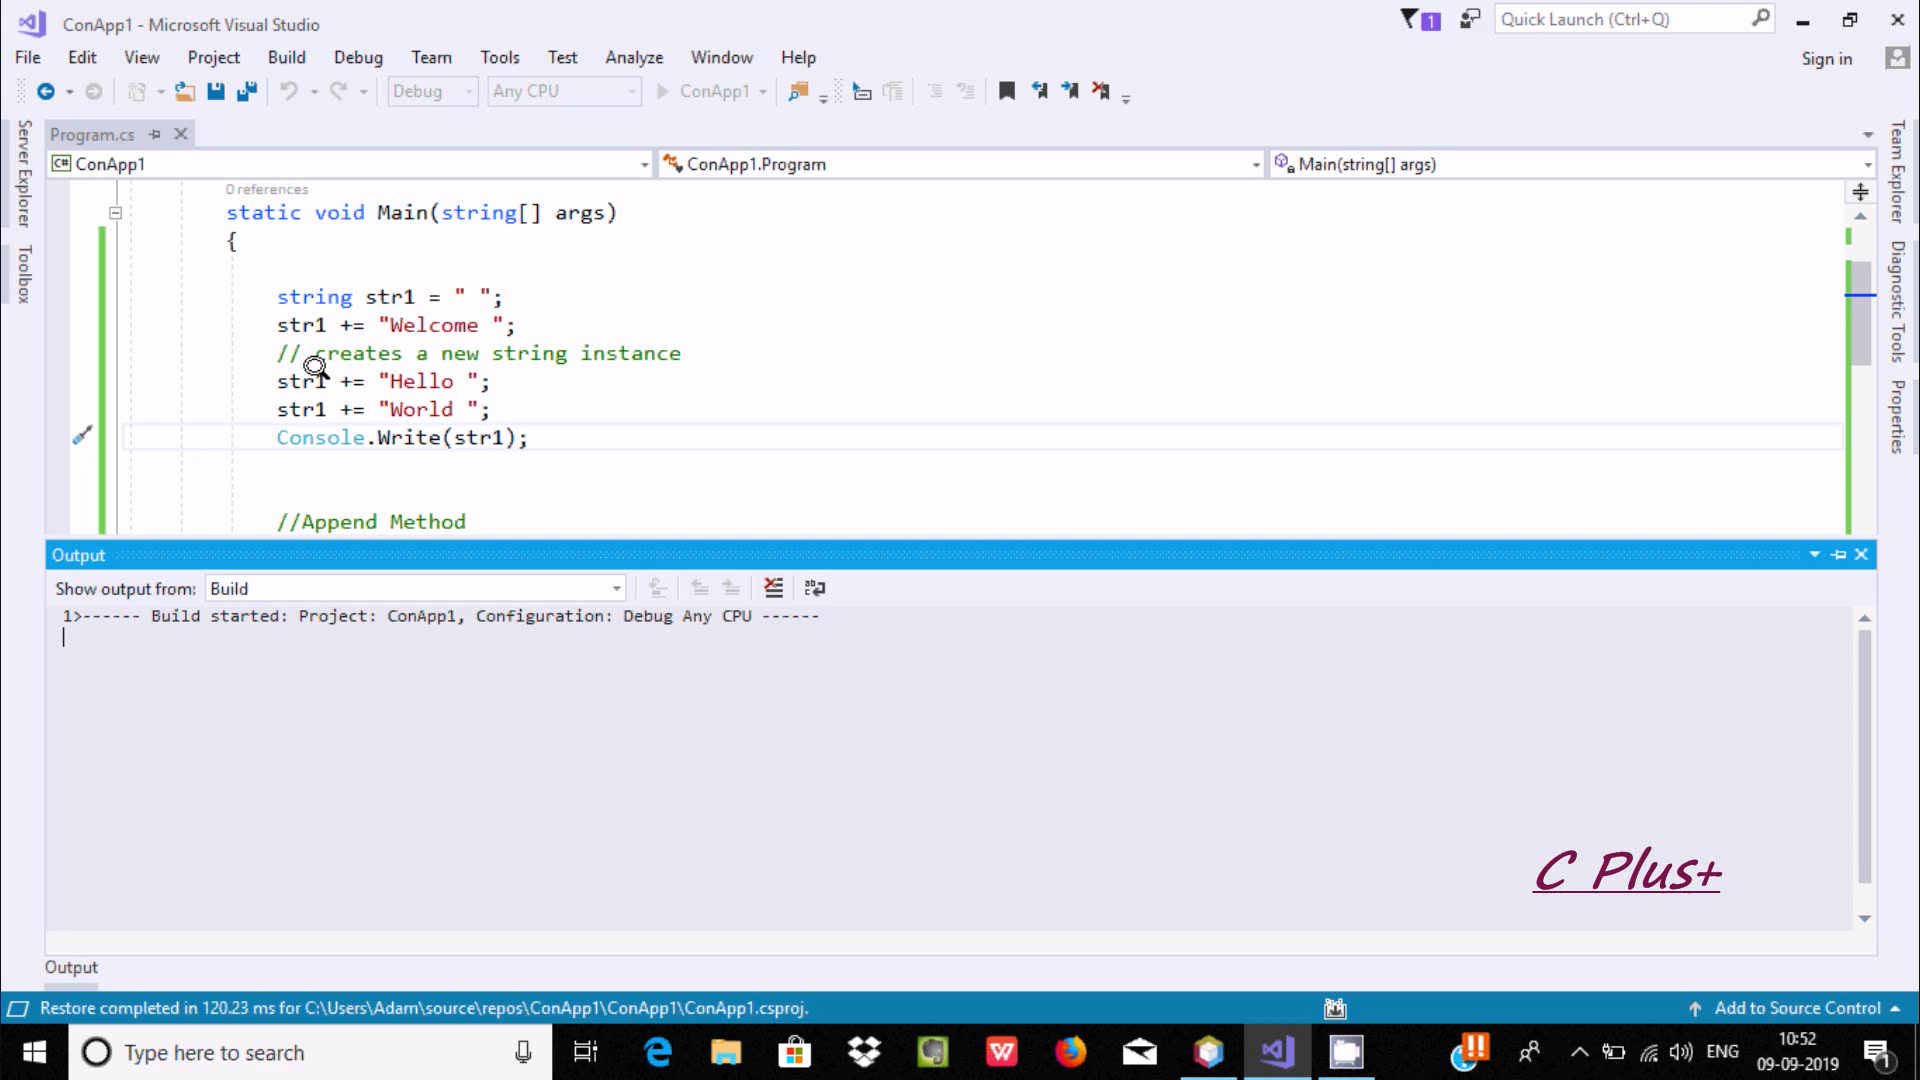 ConApp1 - Microsoft Visual Studio
1
Quick Launch (Ctrl+Q)
File Edit View Project Build Debug Team Tools Test Analyze Window Help
Sign in
Debug Any CPU ConApp1
Program.cs
C# ConApp1 ConApp1.Program Main(string[] args)
Server Explorer
Toolbox
Team Explorer
Diagnostic Tools
Properties
0 references
static void Main(string[] args)
{
string str1 = " ";
str1 += "Welcome ";
// creates a new string instance
str1 += "Hello ";
str1 += "World ";
Console.Write(str1);
//Append Method
Output
Show output from: Build
1>------ Build started: Project: ConApp1, Configuration: Debug Any CPU ------
C Plus+
Output
Restore completed in 120.23 ms for C:\Users\Adam\source\repos\ConApp1\ConApp1\ConApp1.csproj.
Add to Source Control
Type here to search
ENG
10:52
09-09-2019
1